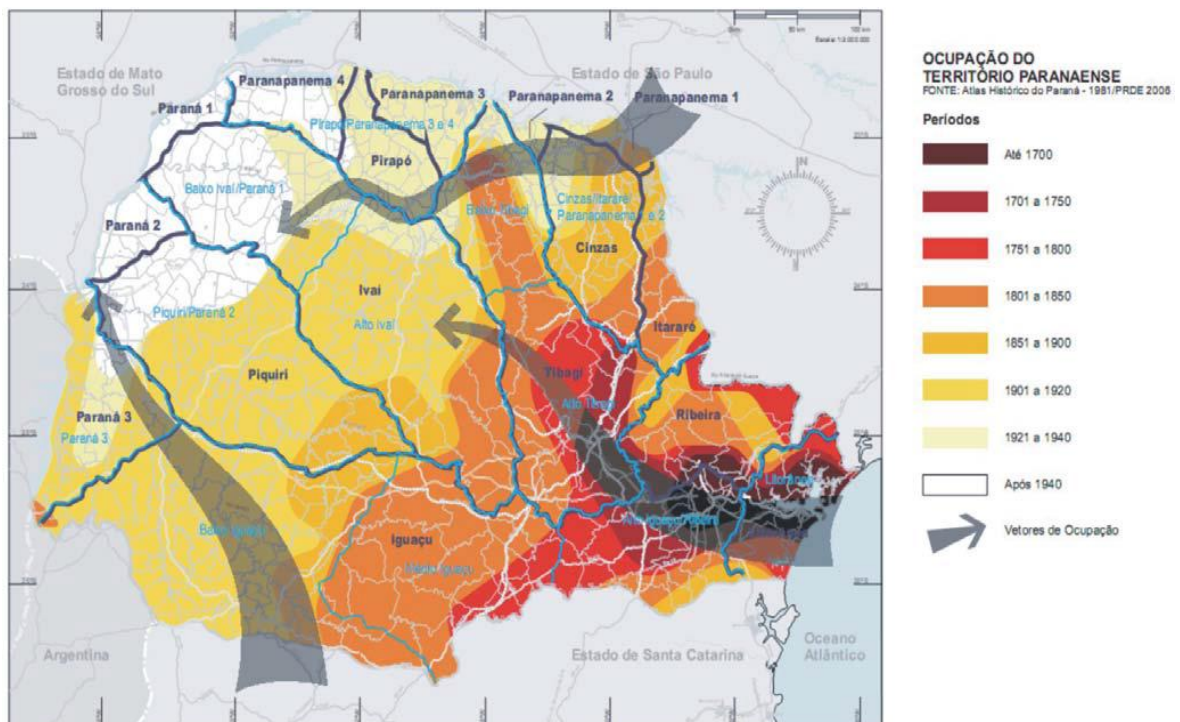 Estado de Mato
Grosso do Sul
Estado de São Paulo
Paranapanema 4
Paranapanema 3
Paranapanema 2
Paranapanema 1
Paraná 1
Pirapó/Paranapanema 3 e 4
Pirapó
Baixo Ivaí/Paraná 1
Baixo Tibagi
Cinzas/Itararé/
Paranapanema 1 e 2
Cinzas
Paraná 2
Ivaí
Piquiri/Paraná 2
Alto Ivaí
Itararé
Piquiri
Tibagi
Alto Tibagi
Ribeira
Paraná 3
Paraná 3
Litorânea
Baixo Iguaçu
Iguaçu
Médio Iguaçu
Argentina
Estado de Santa Catarina
Oceano
Atlântico
50 km
100 km
N
OCUPAÇÃO DO
TERRITÓRIO PARANAENSE
FONTE: Atlas Histórico do Paraná - 1981/PRDE 2006
Períodos
Até 1700
1701 a 1750
1751 a 1800
1801 a 1850
1851 a 1900
1901 a 1920
1921 a 1940
Após 1940
Vetores de Ocupação